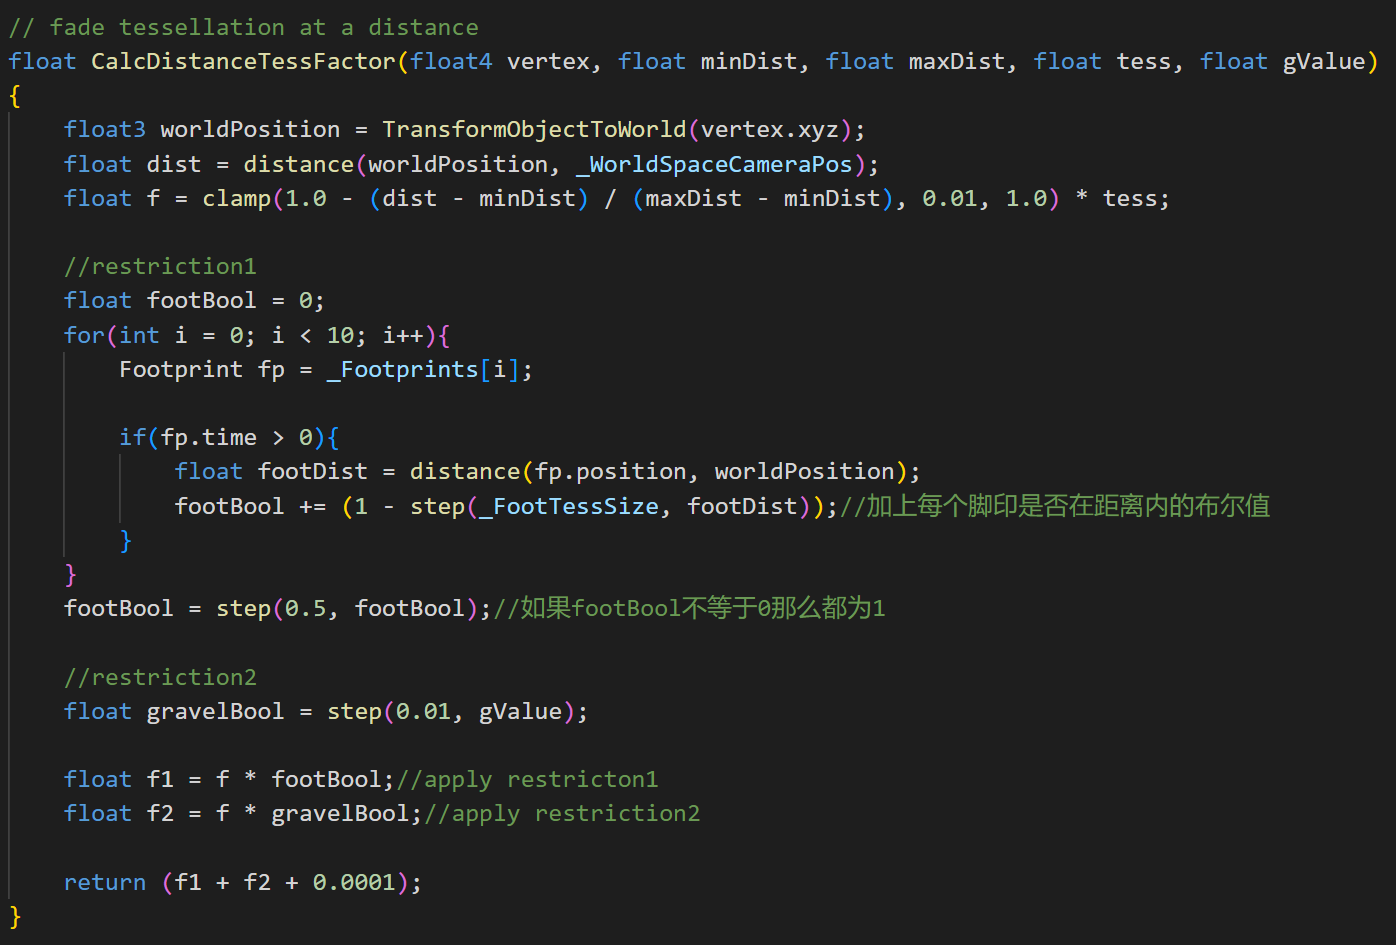 // fade tessellation at a distance
float CalcDistanceTessFactor(float4 vertex, float minDist, float maxDist, float tess, float gValue)
{
    float3 worldPosition = TransformObjectToWorld(vertex.xyz);
    float dist = distance(worldPosition, _WorldSpaceCameraPos);
    float f = clamp(1.0 - (dist - minDist) / (maxDist - minDist), 0.01, 1.0) * tess;

    //restriction1
    float footBool = 0;
    for(int i = 0; i < 10; i++){
        Footprint fp = _Footprints[i];

        if(fp.time > 0){
            float footDist = distance(fp.position, worldPosition);
            footBool += (1 - step(_FootTessSize, footDist));//加上每个脚印是否在距离内的布尔值
        }
    }
    footBool = step(0.5, footBool);//如果footBool不等于0那么都为1

    //restriction2
    float gravelBool = step(0.01, gValue);

    float f1 = f * footBool;//apply restricton1
    float f2 = f * gravelBool;//apply restriction2

    return (f1 + f2 + 0.0001);
}